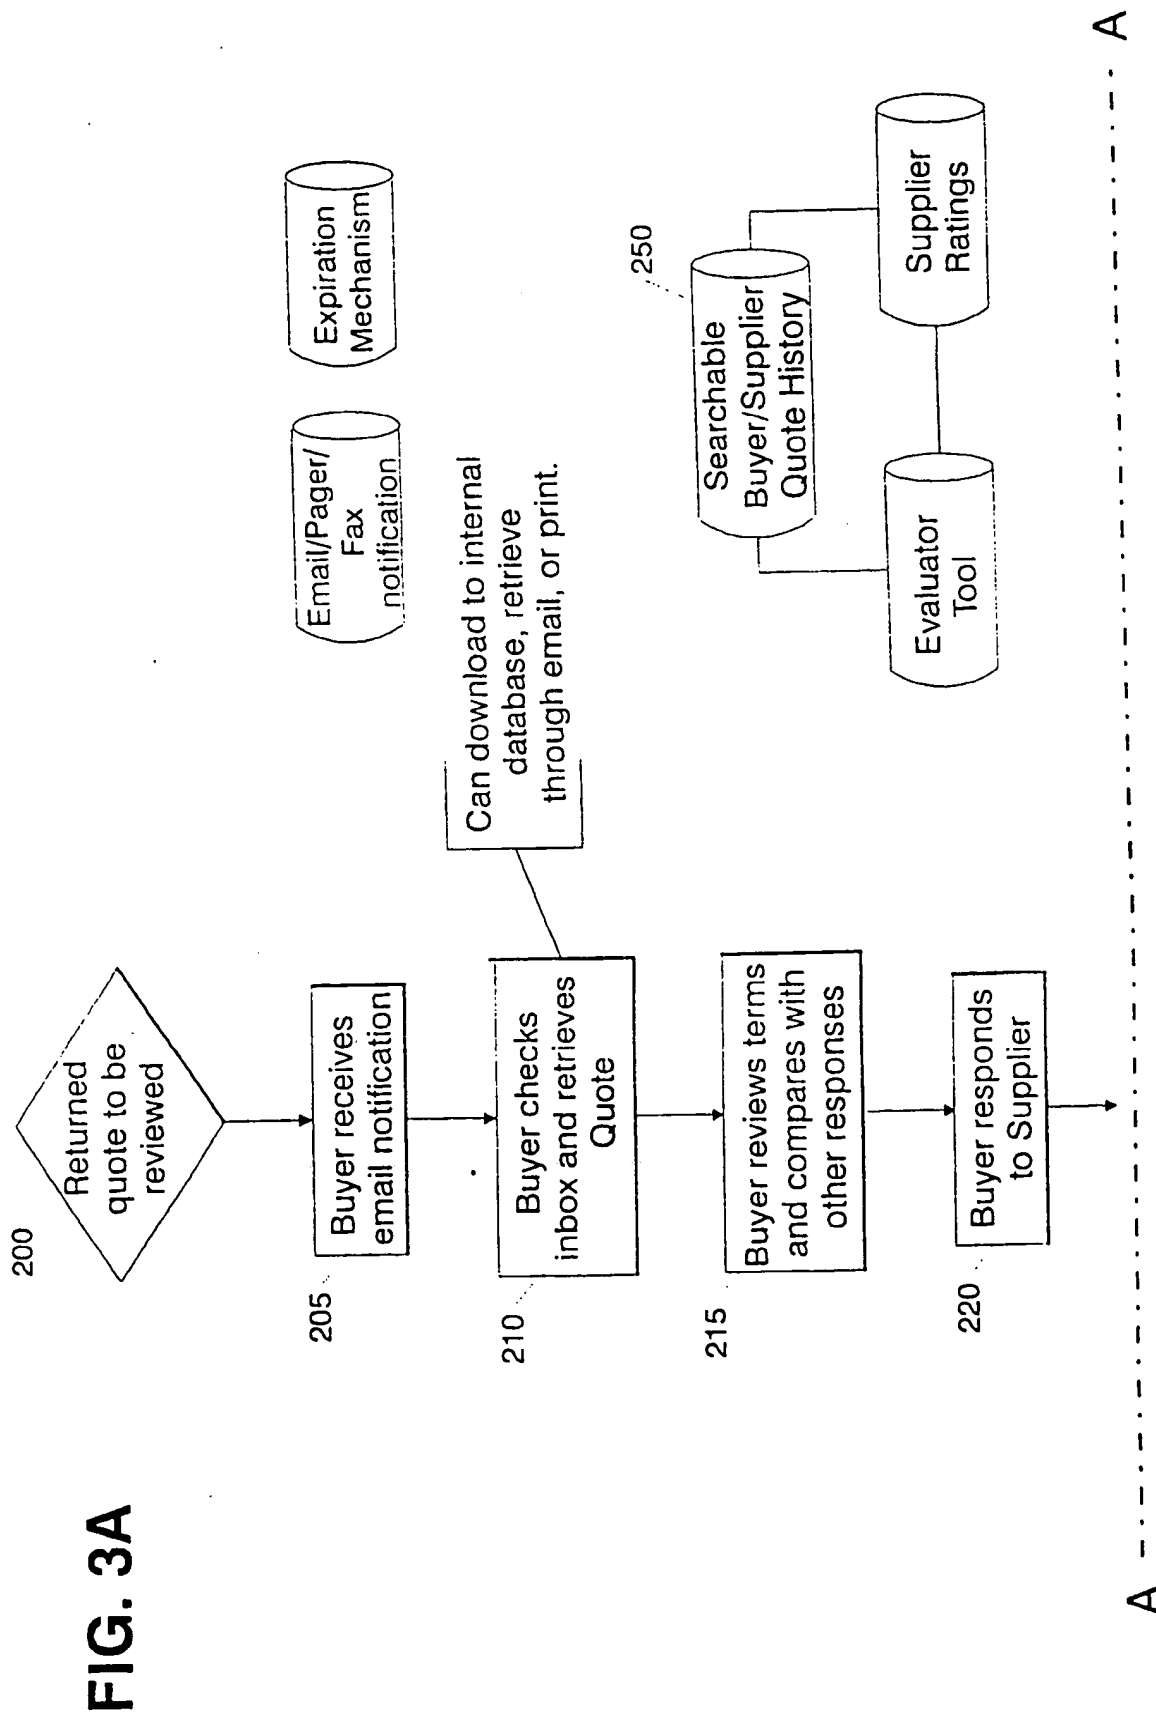 FIG. 3A
200
Returned
quote to be
reviewed
205
Buyer receives
email notification
Email/Pager/
Fax
notification
Expiration
Mechanism
210
Buyer checks
inbox and retrieves
Quote
Can download to internal
database, retrieve
through email, or print.
215
Buyer reviews terms
and compares with
other responses
250
Searchable
Buyer/Supplier
Quote History
Evaluator
Tool
Supplier
Ratings
220
Buyer responds
to Supplier
A
A